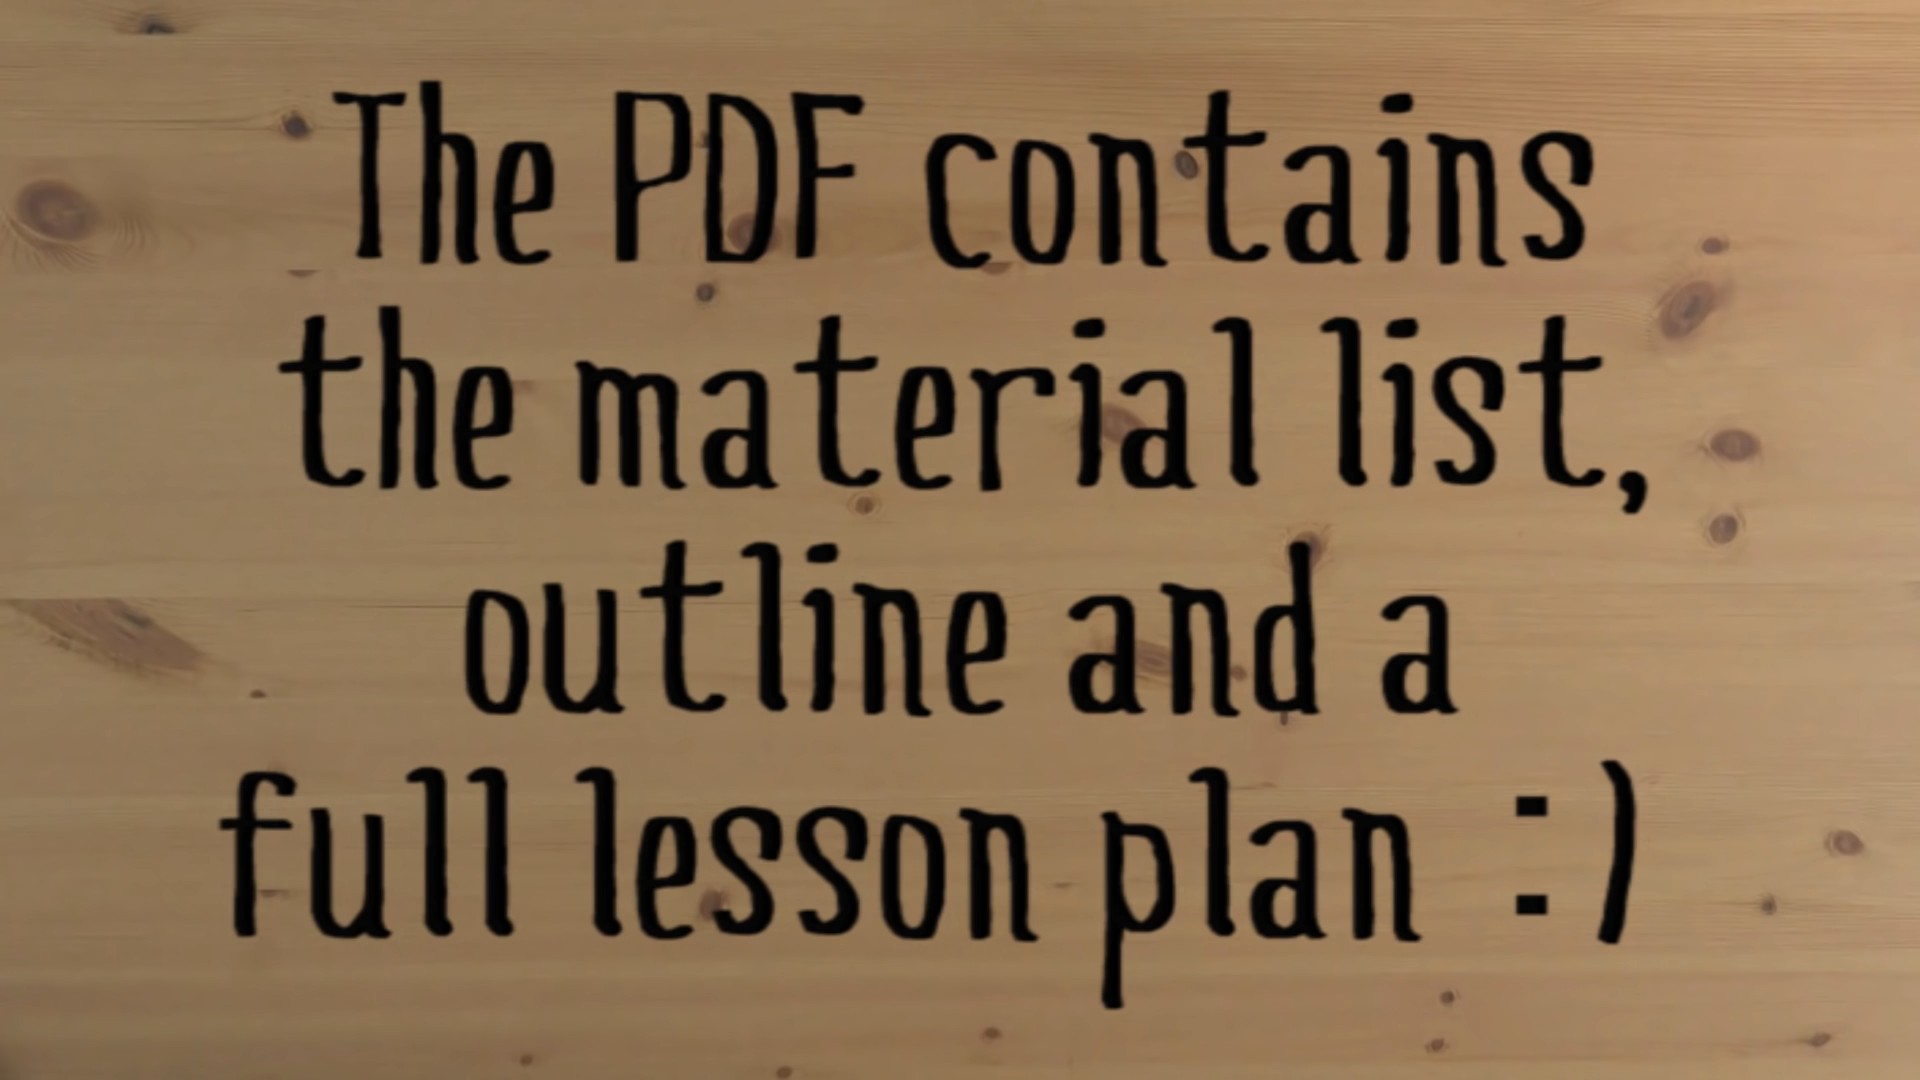 The PDF contains
the material list,
outline and a
full lesson plan :)